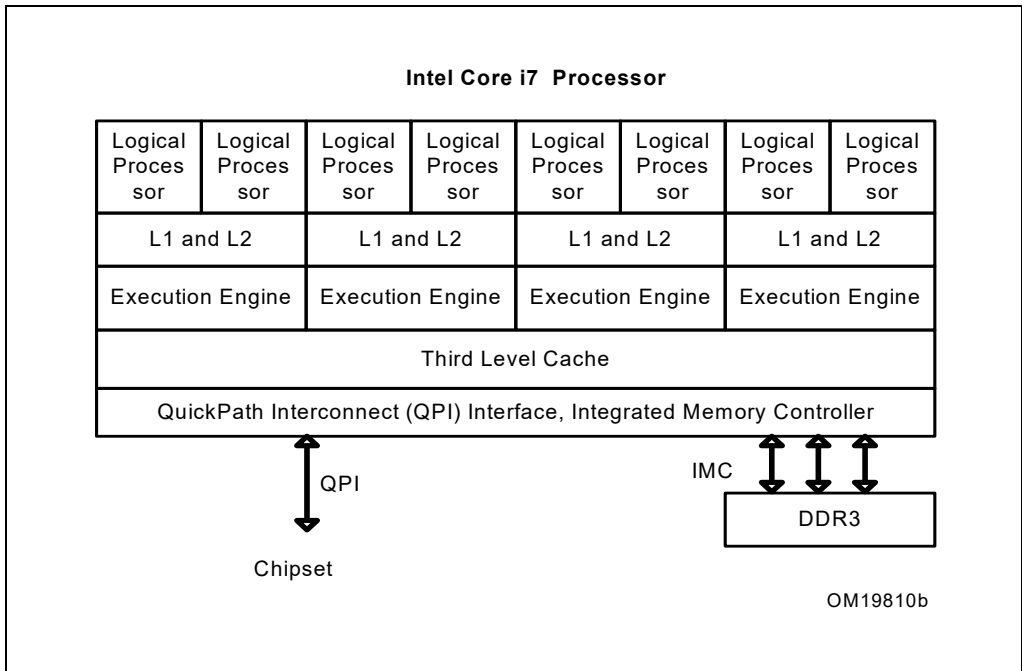 Intel Core i7 Processor
Logical Logical Logical Logical Logical Logical Logical Logical
Proces Proces Proces Proces Proces Proces Proces Proces
sor sor sor sor sor sor sor sor
L1 and L2 L1 and L2 L1 and L2 L1 and L2
Execution Engine Execution Engine Execution Engine Execution Engine
Third Level Cache
QuickPath Interconnect (QPI) Interface, Integrated Memory Controller
QPI
IMC
DDR3
Chipset
OM19810b